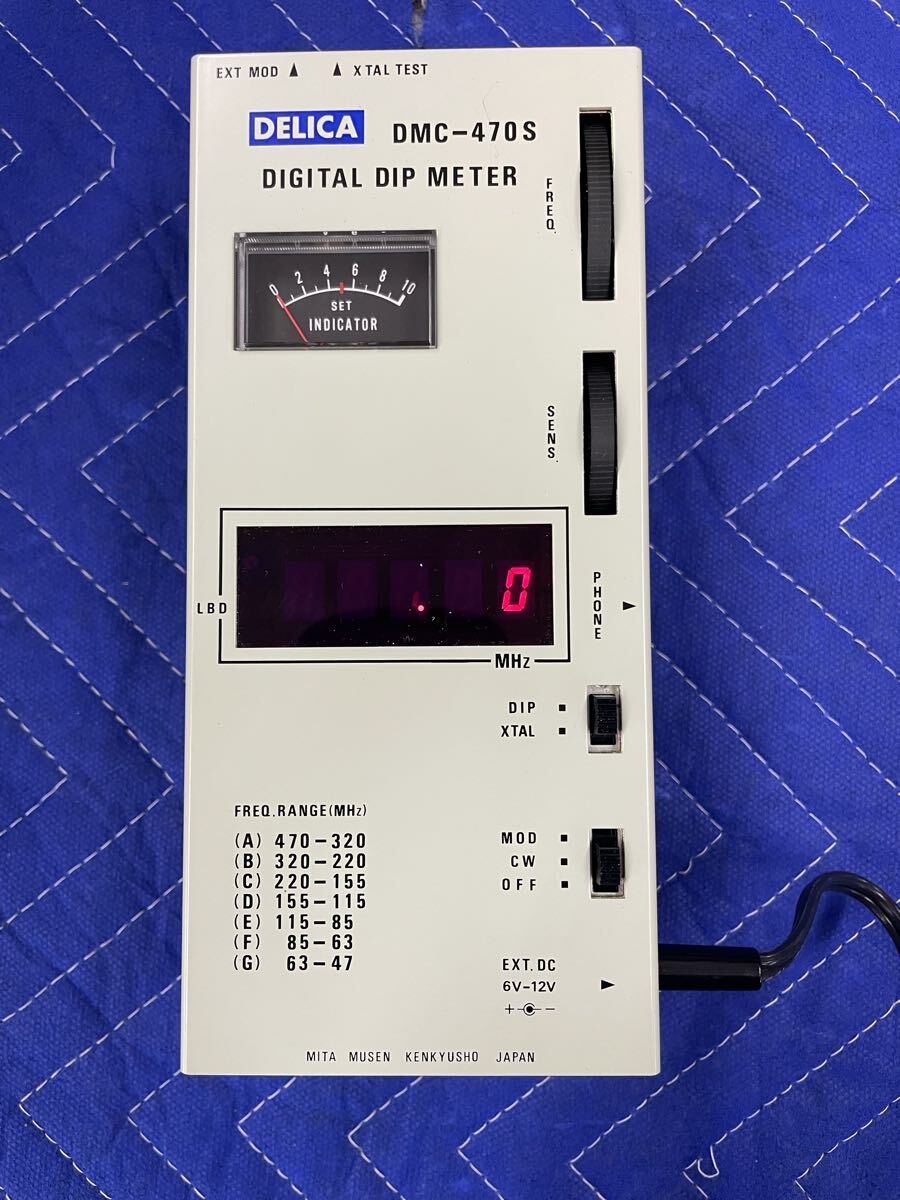 EXT MOD ▲ ▲ XTAL TEST
DELICA DMC-470S
DIGITAL DIP METER
FREQ.
0 2 4 6 8 10
SET
INDICATOR
SENS.
. 0
LBD
MHz
PHONE ▶
DIP ■
XTAL ■
FREQ.RANGE(MHz)
(A) 470-320
(B) 320-220
(C) 220-155
(D) 155-115
(E) 115-85
(F) 85-63
(G) 63-47
MOD ■
CW ■
OFF ■
EXT.DC
6V-12V ▶
+ -
MITA MUSEN KENKYUSHO JAPAN